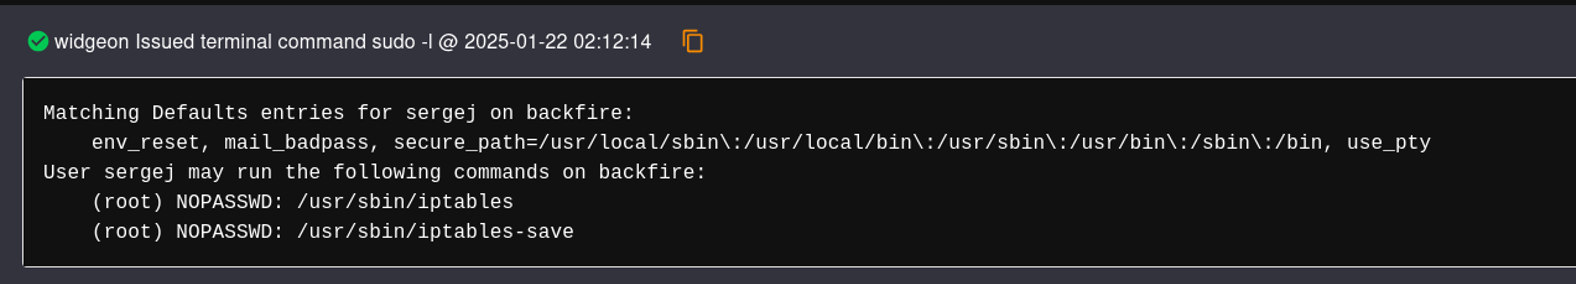 widgeon Issued terminal command sudo -l @ 2025-01-22 02:12:14
Matching Defaults entries for sergej on backfire:
    env_reset, mail_badpass, secure_path=/usr/local/sbin\:/usr/local/bin\:/usr/sbin\:/usr/bin\:/sbin\:/bin, use_pty
User sergej may run the following commands on backfire:
    (root) NOPASSWD: /usr/sbin/iptables
    (root) NOPASSWD: /usr/sbin/iptables-save